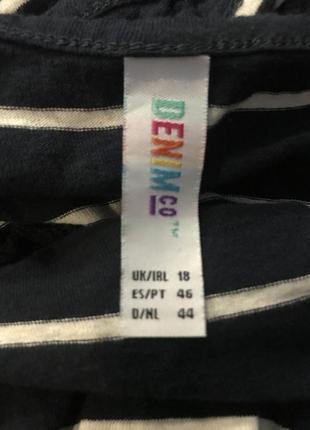 DENIM CO™
UK/IRL 18
ES/PT 46
D/NL 44